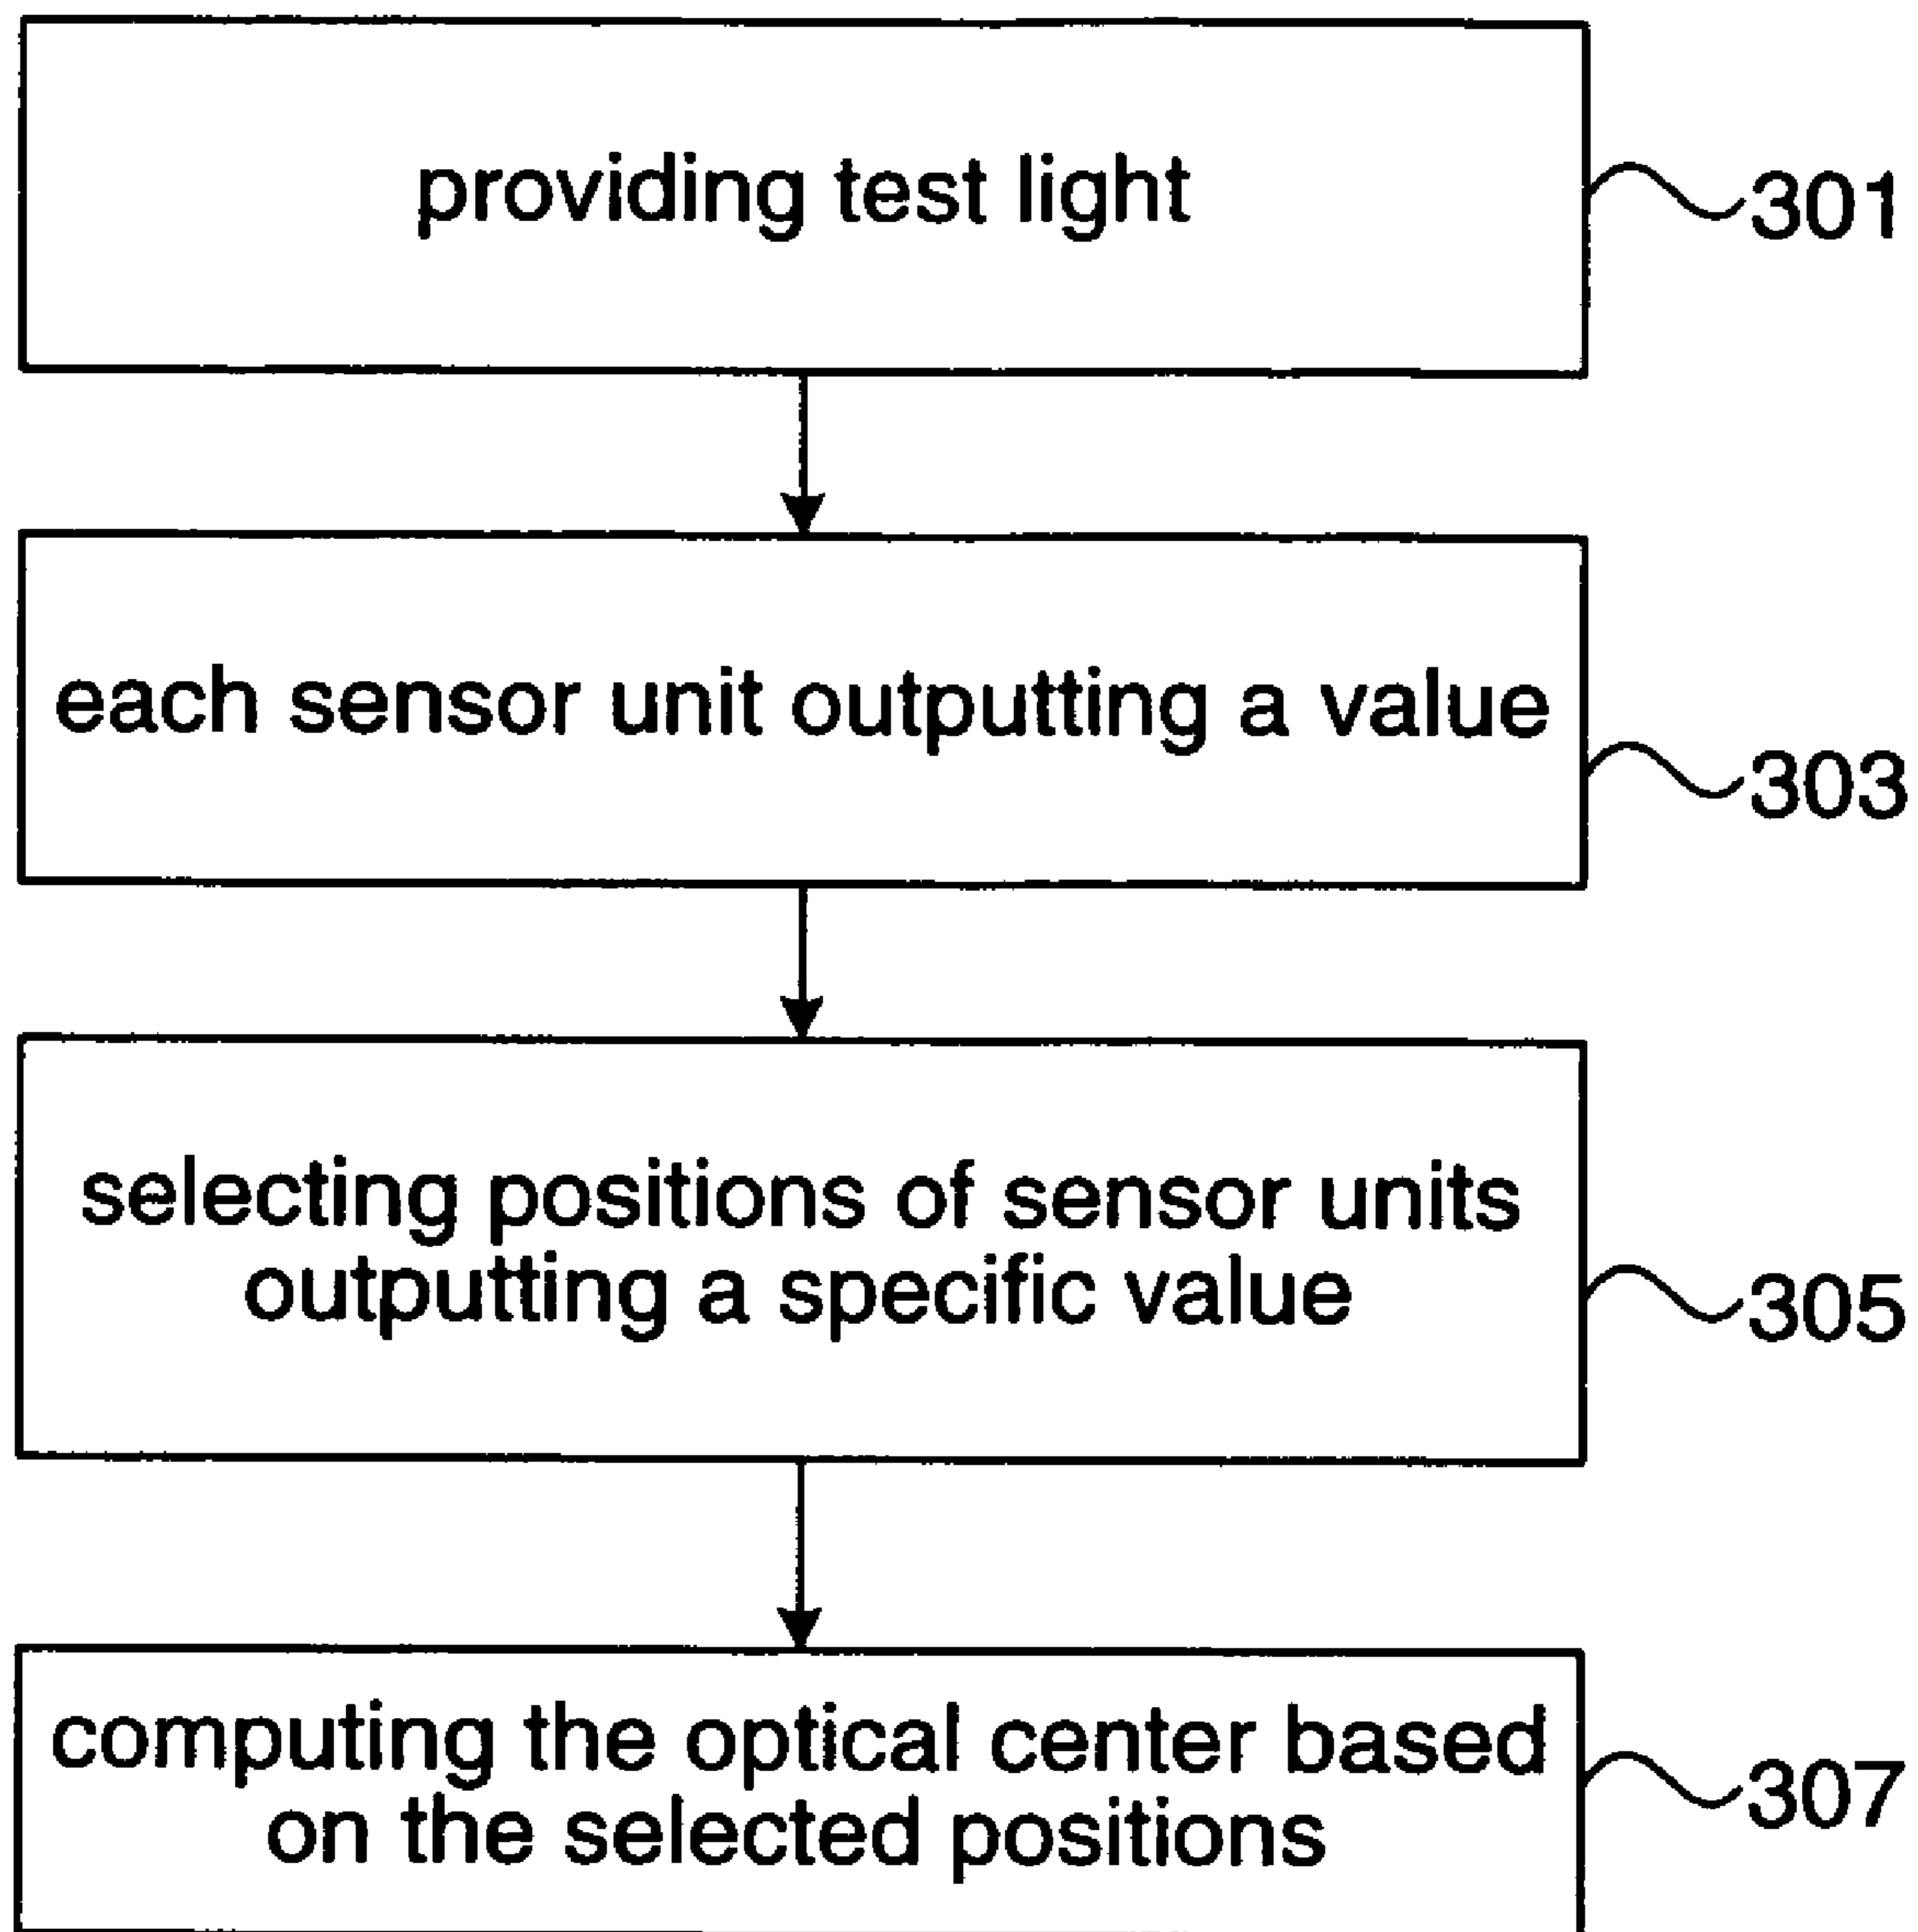 providing test light
301
each sensor unit outputting a value
303
selecting positions of sensor units
outputting a specific value
305
computing the optical center based
on the selected positions
307